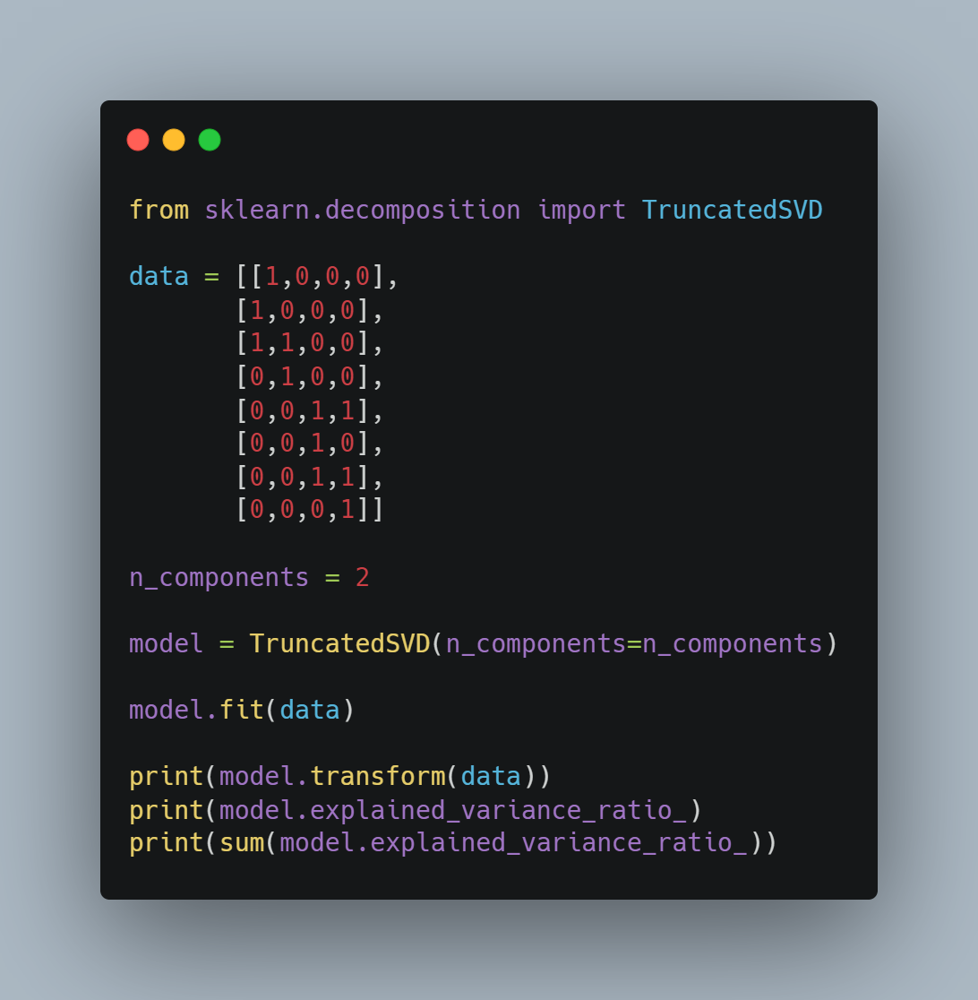 from sklearn.decomposition import TruncatedSVD

data = [[1,0,0,0],
       [1,0,0,0],
       [1,1,0,0],
       [0,1,0,0],
       [0,0,1,1],
       [0,0,1,0],
       [0,0,1,1],
       [0,0,0,1]]

n_components = 2

model = TruncatedSVD(n_components=n_components)

model.fit(data)

print(model.transform(data))
print(model.explained_variance_ratio_)
print(sum(model.explained_variance_ratio_))